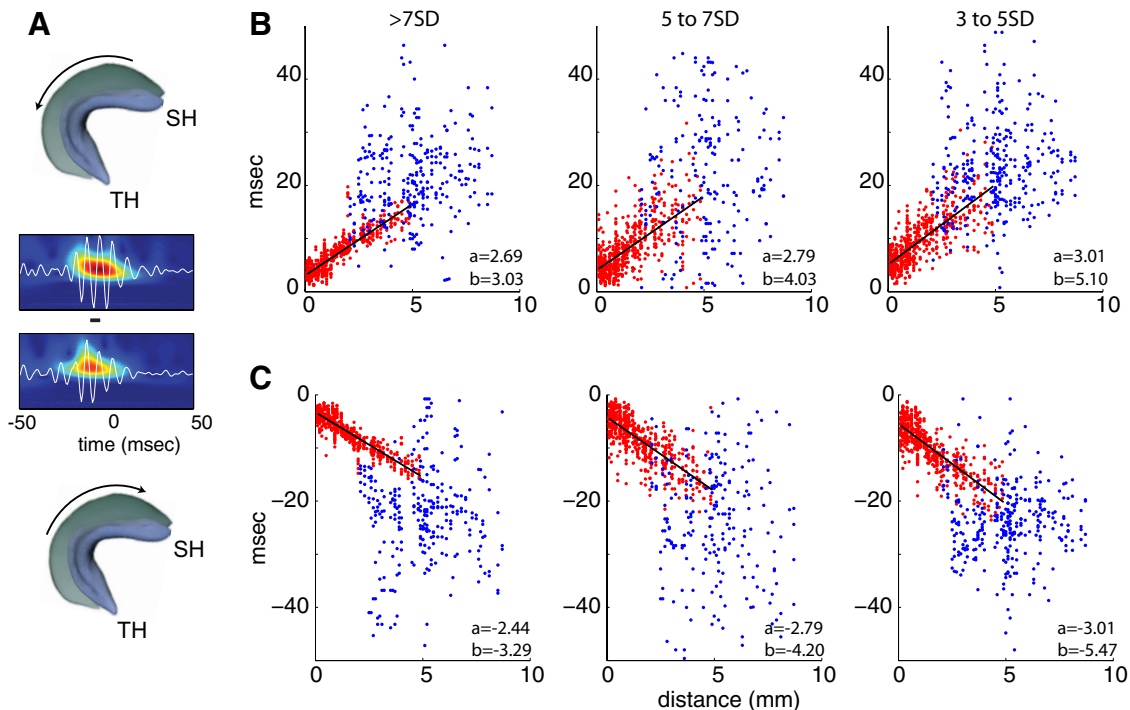 A
SH
TH
-
-50 0 50
time (msec)
SH
TH
B
>7SD
5 to 7SD
3 to 5SD
msec
40
20
0
a=2.69
b=3.03
0 5 10
40
20
0
a=2.79
b=4.03
0 5 10
40
20
0
a=3.01
b=5.10
0 5 10
C
msec
0
−20
−40
a=-2.44
b=-3.29
0 5 10
0
−20
−40
a=-2.79
b=-4.20
0 5 10
0
−20
−40
a=-3.01
b=-5.47
0 5 10
distance (mm)